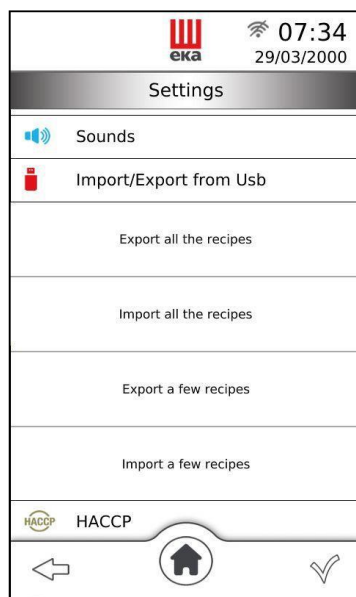 eka
07:34
29/03/2000
Settings
Sounds
Import/Export from Usb
Export all the recipes
Import all the recipes
Export a few recipes
Import a few recipes
HACCP HACCP